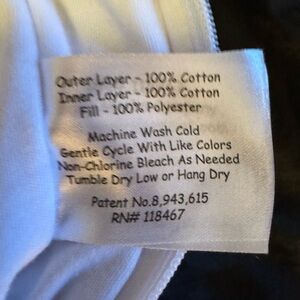 Outer Layer - 100% Cotton
Inner Layer - 100% Cotton
Fill - 100% Polyester
Machine Wash Cold
Gentle Cycle With Like Colors
Non-Chlorine Bleach As Needed
Tumble Dry Low or Hang Dry
Patent No.8,943,615
RN# 118467